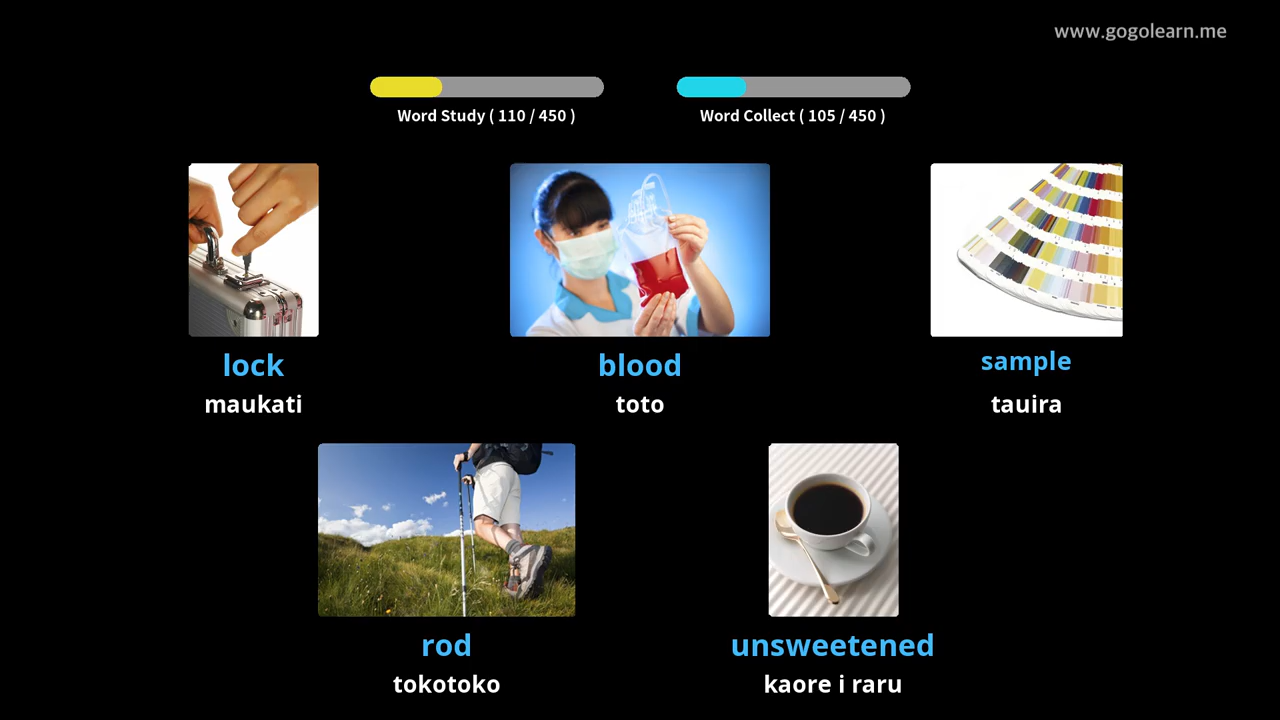 www.gogolearn.me
Word Study ( 110 / 450 )
Word Collect ( 105 / 450 )
lock
maukati
blood
toto
sample
tauira
rod
tokotoko
unsweetened
kaore i raru